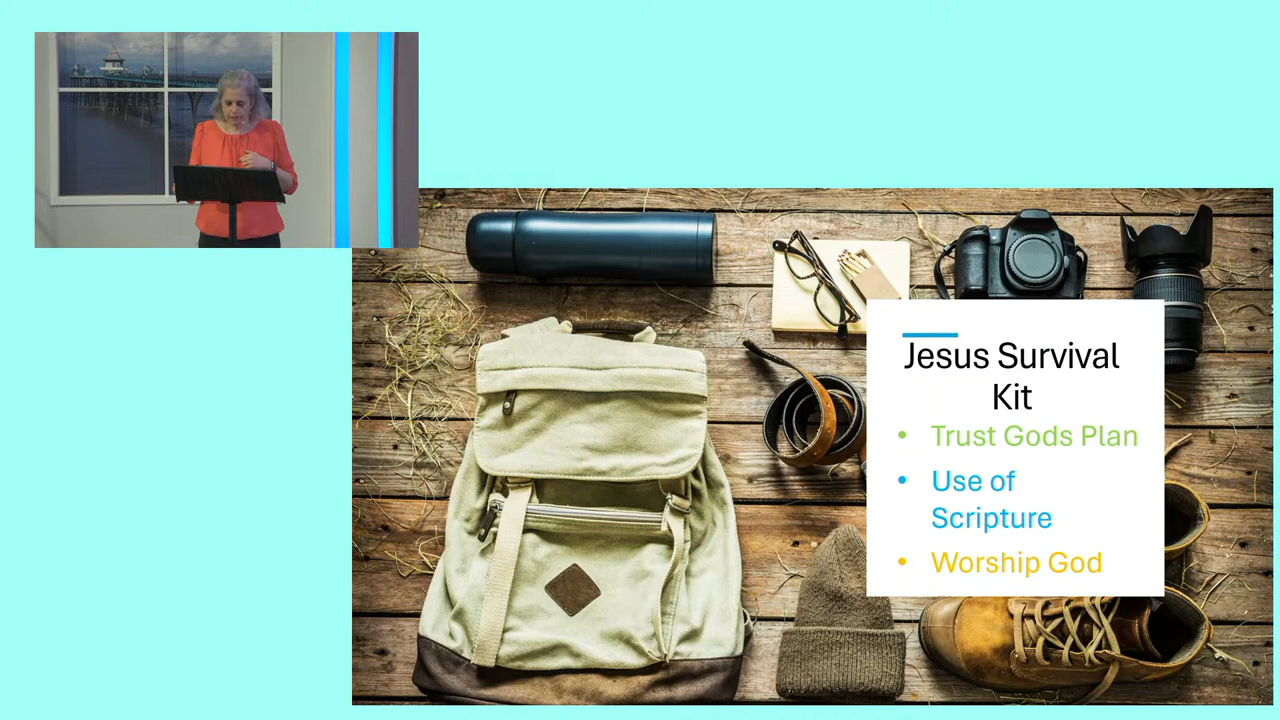 Jesus Survival
Kit
• Trust Gods Plan
• Use of
Scripture
• Worship God